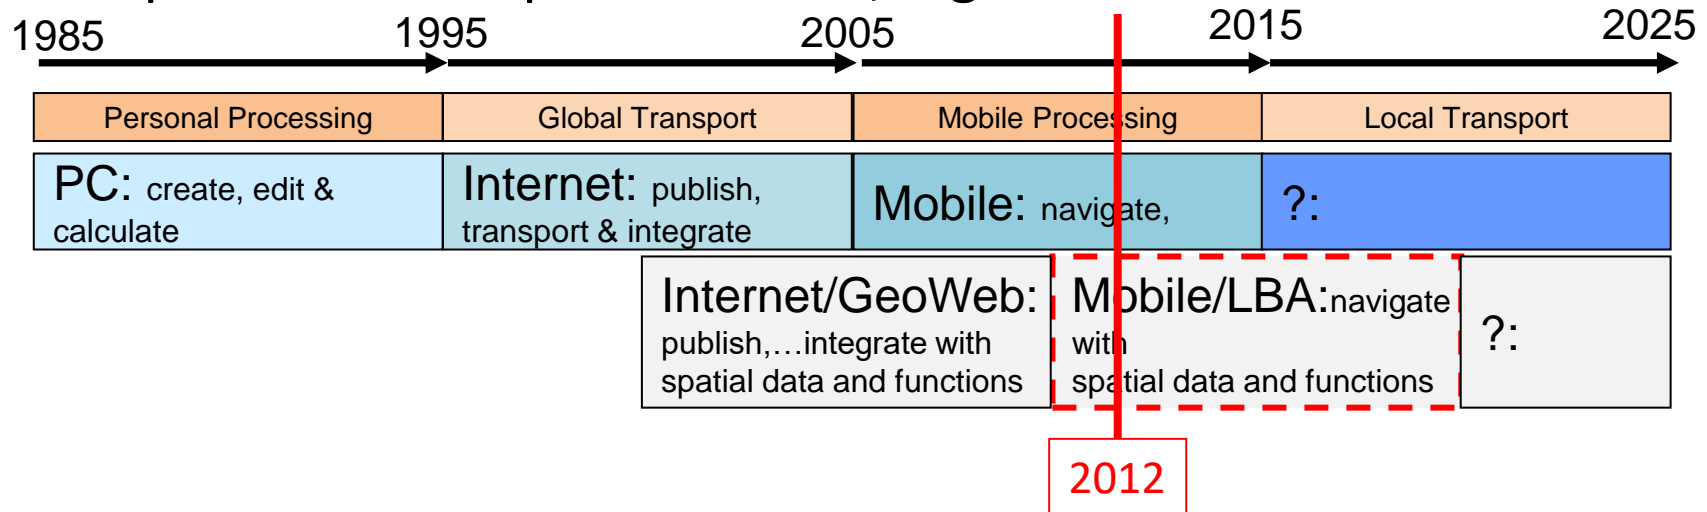 1985 1995 2005 2015 2025
Personal Processing Global Transport Mobile Processing Local Transport
PC: create, edit &
calculate
Internet: publish,
transport & integrate
Mobile: navigate,
?:
Internet/GeoWeb:
publish,…integrate with
spatial data and functions
Mobile/LBA:navigate
with
spatial data and functions
?:
2012